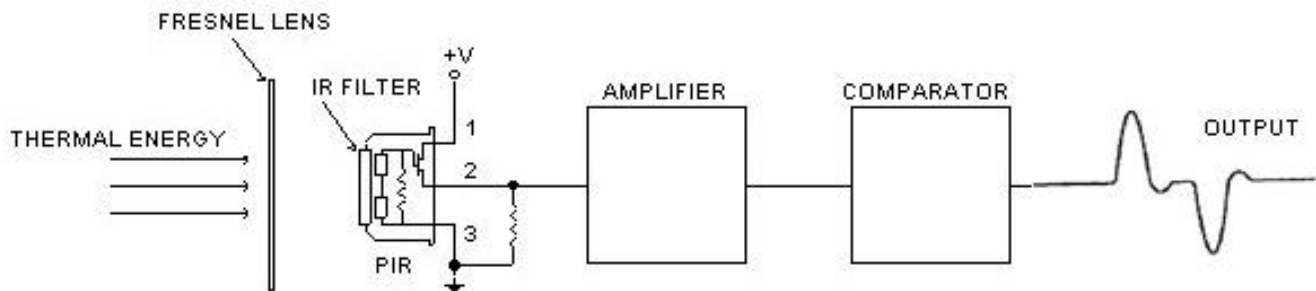 FRESNEL LENS
+V
IR FILTER
AMPLIFIER
COMPARATOR
THERMAL ENERGY
1
OUTPUT
2
3
PIR